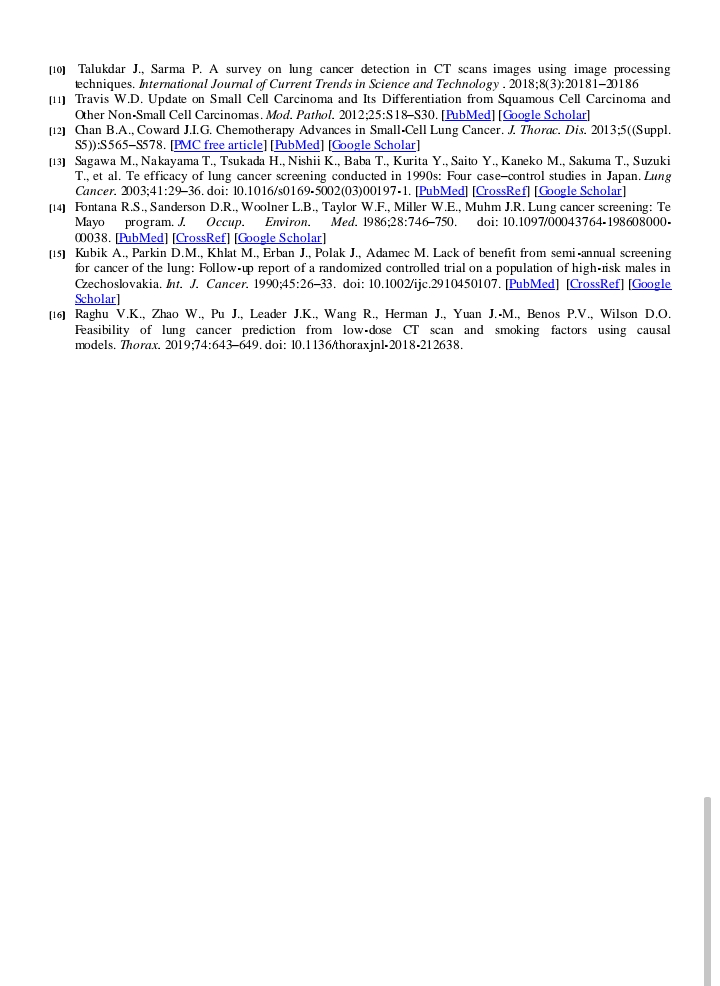 [10] Talukdar J., Sarma P. A survey on lung cancer detection in CT scans images using image processing
techniques. International Journal of Current Trends in Science and Technology . 2018;8(3):20181–20186
[11] Travis W.D. Update on Small Cell Carcinoma and Its Differentiation from Squamous Cell Carcinoma and
Other Non-Small Cell Carcinomas. Mod. Pathol. 2012;25:S18–S30. [PubMed] [Google Scholar]
[12] Chan B.A., Coward J.I.G. Chemotherapy Advances in Small-Cell Lung Cancer. J. Thorac. Dis. 2013;5((Suppl.
S5)):S565–S578. [PMC free article] [PubMed] [Google Scholar]
[13] Sagawa M., Nakayama T., Tsukada H., Nishii K., Baba T., Kurita Y., Saito Y., Kaneko M., Sakuma T., Suzuki
T., et al. Te efficacy of lung cancer screening conducted in 1990s: Four case–control studies in Japan. Lung
Cancer. 2003;41:29–36. doi: 10.1016/s0169-5002(03)00197-1. [PubMed] [CrossRef] [Google Scholar]
[14] Fontana R.S., Sanderson D.R., Woolner L.B., Taylor W.F., Miller W.E., Muhm J.R. Lung cancer screening: Te
Mayo program. J. Occup. Environ. Med. 1986;28:746–750. doi: 10.1097/00043764-198608000-
00038. [PubMed] [CrossRef] [Google Scholar]
[15] Kubik A., Parkin D.M., Khlat M., Erban J., Polak J., Adamec M. Lack of benefit from semi-annual screening
for cancer of the lung: Follow-up report of a randomized controlled trial on a population of high-risk males in
Czechoslovakia. Int. J. Cancer. 1990;45:26–33. doi: 10.1002/ijc.2910450107. [PubMed] [CrossRef] [Google
Scholar]
[16] Raghu V.K., Zhao W., Pu J., Leader J.K., Wang R., Herman J., Yuan J.-M., Benos P.V., Wilson D.O.
Feasibility of lung cancer prediction from low-dose CT scan and smoking factors using causal
models. Thorax. 2019;74:643–649. doi: 10.1136/thoraxjnl-2018-212638.